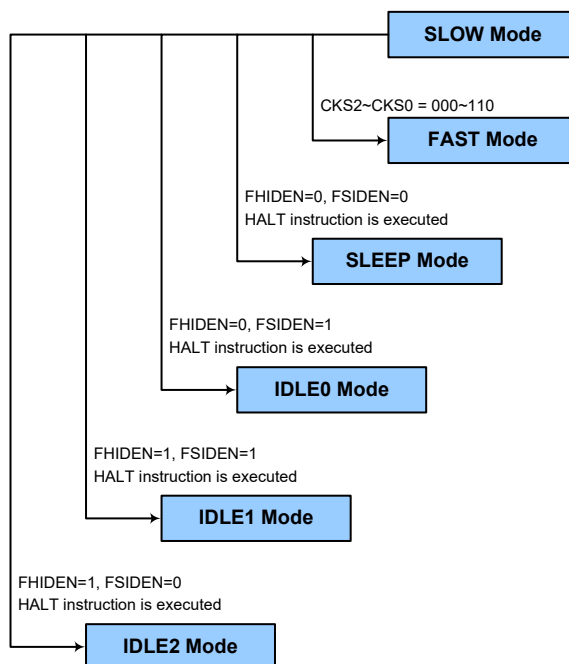 SLOW Mode
CKS2~CKS0 = 000~110
FAST Mode
FHIDEN=0, FSIDEN=0
HALT instruction is executed
SLEEP Mode
FHIDEN=0, FSIDEN=1
HALT instruction is executed
IDLE0 Mode
FHIDEN=1, FSIDEN=1
HALT instruction is executed
IDLE1 Mode
FHIDEN=1, FSIDEN=0
HALT instruction is executed
IDLE2 Mode